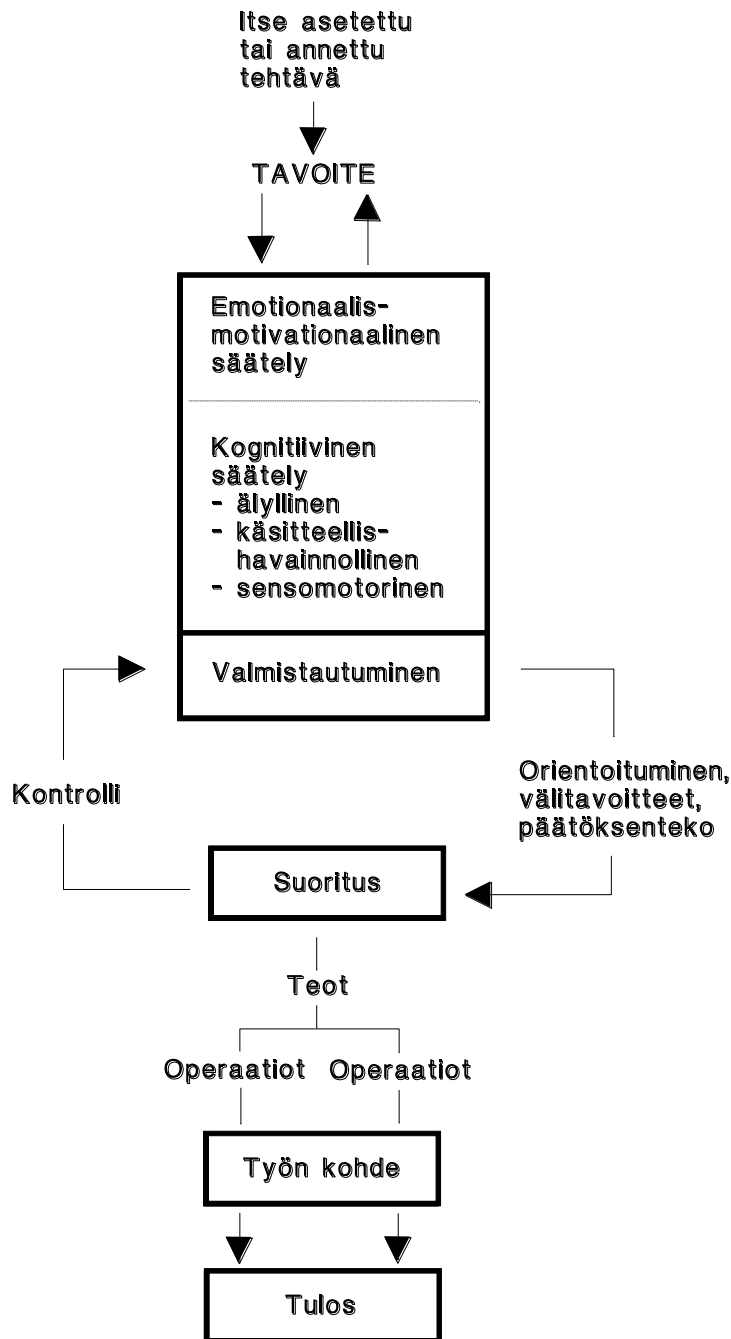 Itse asetettu
tai annettu
tehtävä
TAVOITE
Emotionaalis-
motivationaalinen
säätely
Kognitiivinen
säätely
- älyllinen
- käsitteellis-
havainnollinen
- sensomotorinen
Valmistautuminen
Kontrolli
Orientoituminen,
välitavoitteet,
päätöksenteko
Suoritus
Teot
Operaatiot Operaatiot
Työn kohde
Tulos